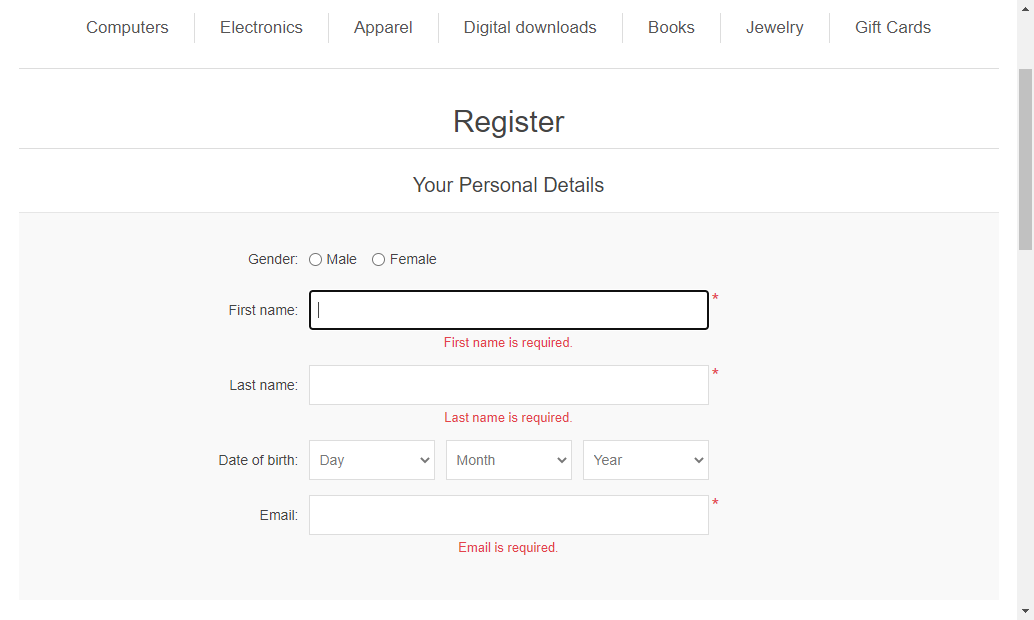 Computers Electronics Apparel Digital downloads Books Jewelry Gift Cards
Register
Your Personal Details
Gender: Male Female
First name: *
First name is required.
Last name: *
Last name is required.
Date of birth: Day Month Year
Email: *
Email is required.